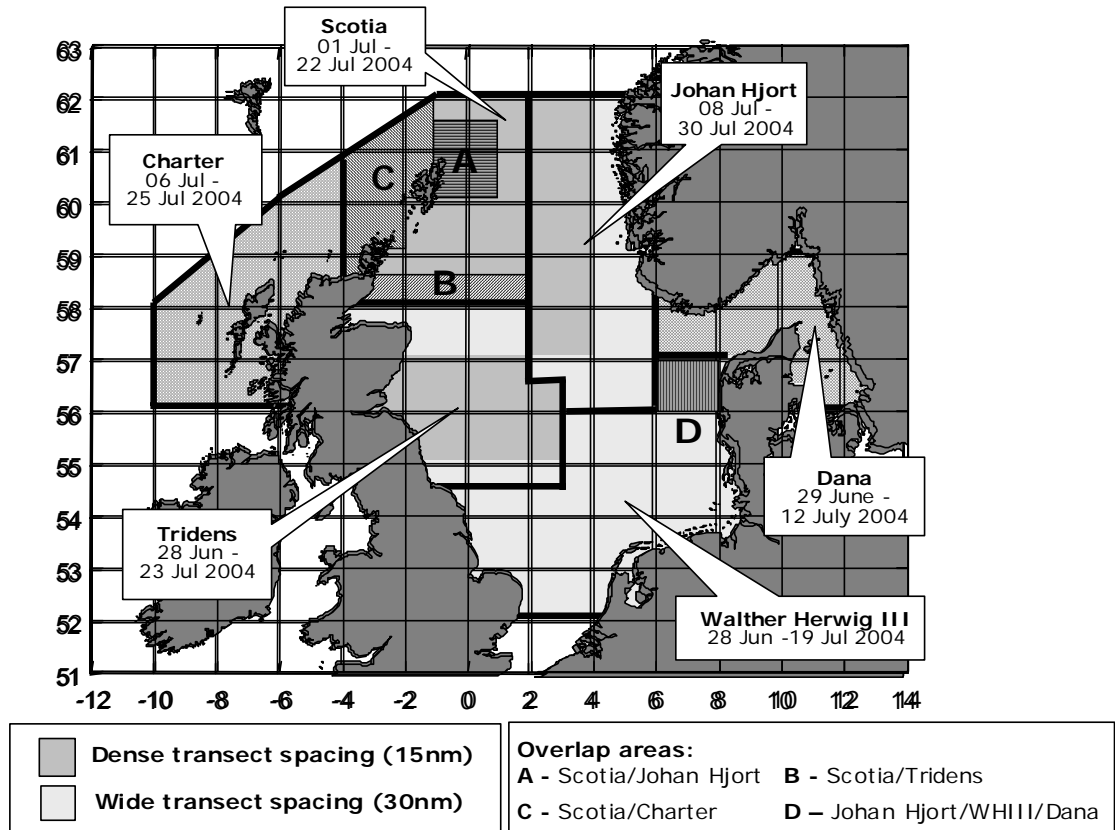 Scotia
01 Jul -
22 Jul 2004
Johan Hjort
08 Jul -
30 Jul 2004
Charter
06 Jul -
25 Jul 2004
Tridens
28 Jun -
23 Jul 2004
Dana
29 June -
12 July 2004
Walther Herwig III
28 Jun -19 Jul 2004
A
C
B
D
63
62
61
60
59
58
57
56
55
54
53
52
51
-12 -10 -8 -6 -4 -2 0 2 4 6 8 10 12 14
Dense transect spacing (15nm)
Wide transect spacing (30nm)
Overlap areas:
A - Scotia/Johan Hjort B - Scotia/Tridens
C - Scotia/Charter D – Johan Hjort/WHIII/Dana